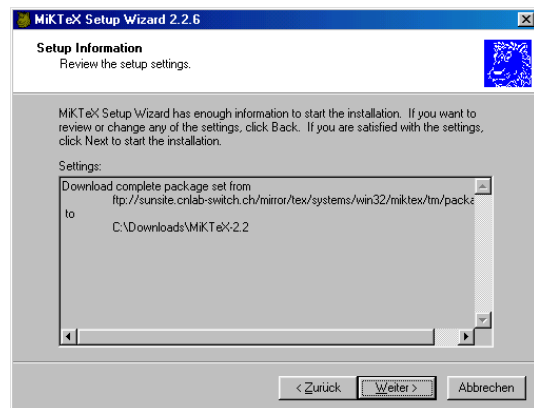 MiKTeX Setup Wizard 2.2.6
Setup Information
Review the setup settings.
MiKTeX Setup Wizard has enough information to start the installation. If you want to
review or change any of the settings, click Back. If you are satisfied with the settings,
click Next to start the installation.
Settings:
Download complete package set from
ftp://sunsite.cnlab-switch.ch/mirror/tex/systems/win32/miktex/tm/packa
to
C:\Downloads\MiKTeX-2.2
< Zurück Weiter > Abbrechen